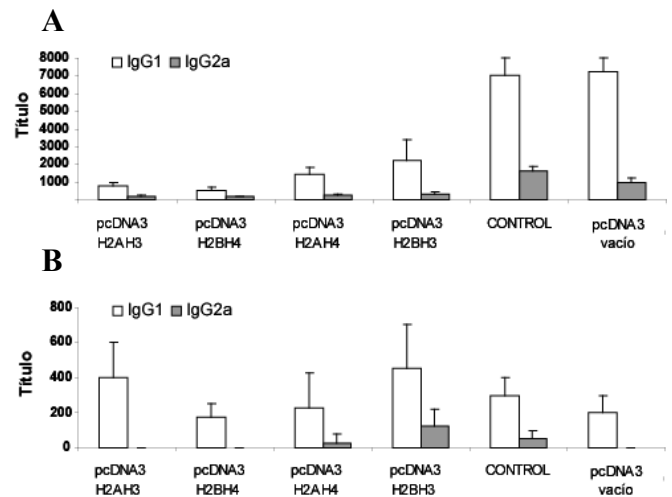 A
IgG1 IgG2a
Título
8000
7000
6000
5000
4000
3000
2000
1000
pcDNA3 pcDNA3 pcDNA3 pcDNA3 CONTROL pcDNA3
H2AH3 H2BH4 H2AH4 H2BH3 vacío
B
IgG1 IgG2a
Título
800
600
400
200
0
pcDNA3 pcDNA3 pcDNA3 pcDNA3 CONTROL pcDNA3
H2AH3 H2BH4 H2AH4 H2BH3 vacío